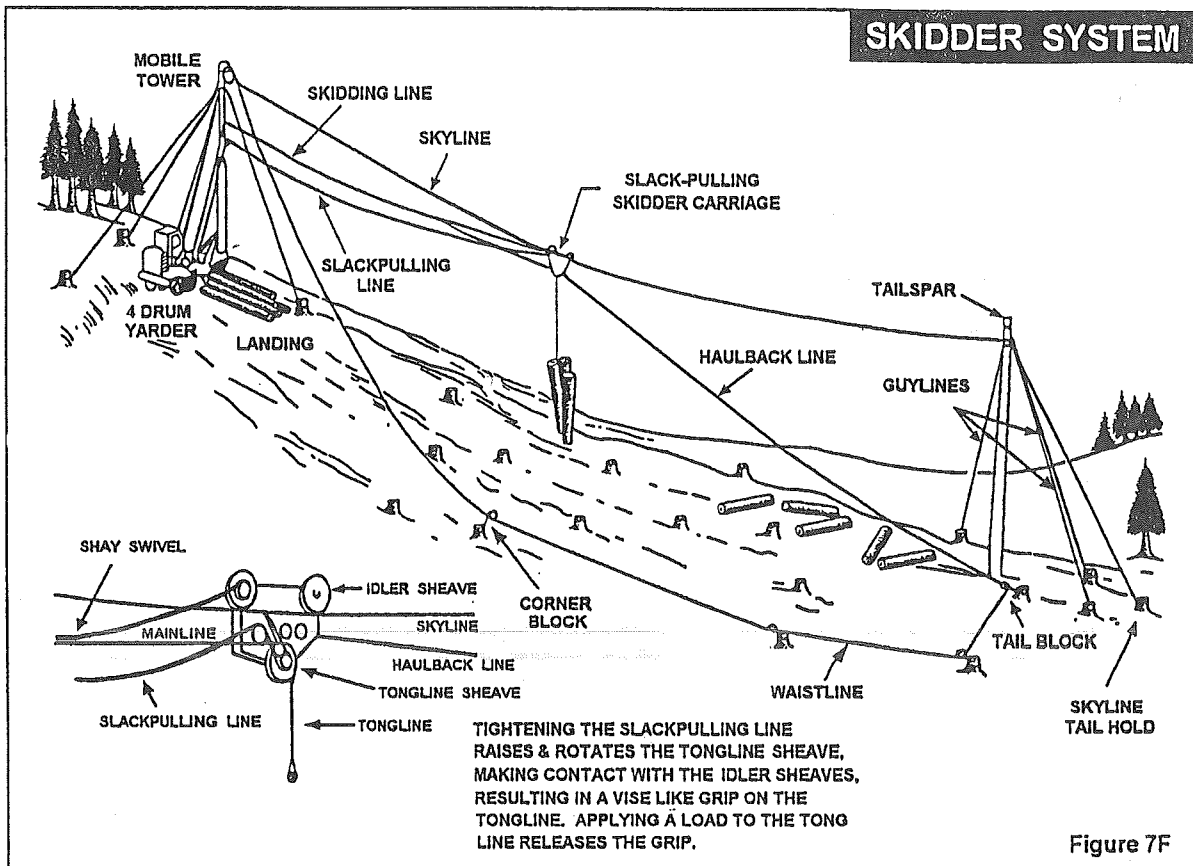 SKIDDER SYSTEM
MOBILE
TOWER
SKIDDING LINE
SKYLINE
SLACK-PULLING
SKIDDER CARRIAGE
SLACKPULLING
LINE
TAILSPAR
4 DRUM
YARDER
LANDING
HAULBACK LINE
GUYLINES
SHAY SWIVEL
IDLER SHEAVE
MAINLINE
SKYLINE
CORNER
BLOCK
HAULBACK LINE
TONGLINE SHEAVE
SLACKPULLING LINE
TONGLINE
TAIL BLOCK
WAISTLINE
SKYLINE
TAIL HOLD
TIGHTENING THE SLACKPULLING LINE
RAISES & ROTATES THE TONGLINE SHEAVE,
MAKING CONTACT WITH THE IDLER SHEAVES,
RESULTING IN A VISE LIKE GRIP ON THE
TONGLINE. APPLYING A LOAD TO THE TONG
LINE RELEASES THE GRIP.
Figure 7F